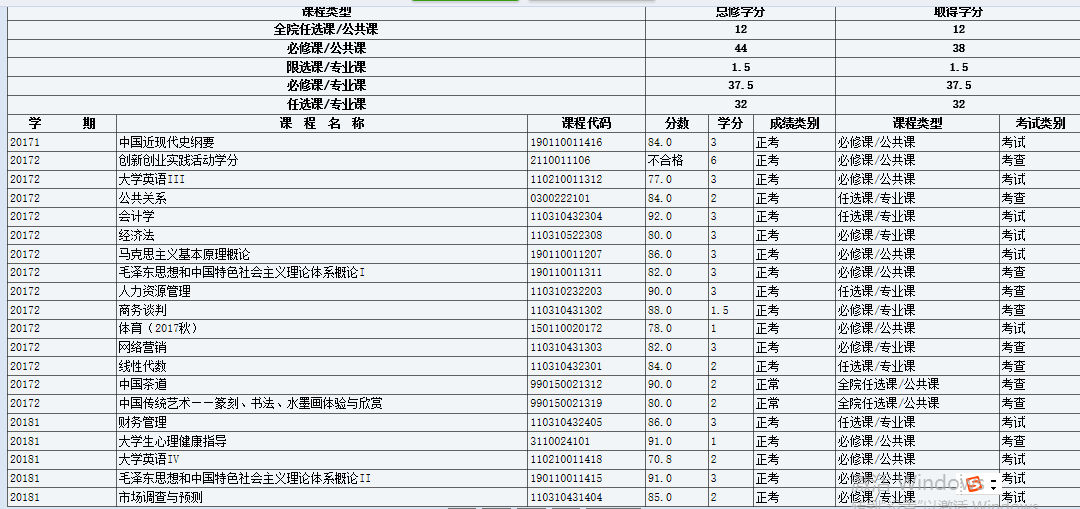 课程类型 总修学分 取得学分
全院任选课/公共课 12 12
必修课/公共课 44 38
限选课/专业课 1.5 1.5
必修课/专业课 37.5 37.5
任选课/专业课 32 32
学 期 课 程 名 称 课程代码 分数 学分 成绩类别 课程类型 考试类别
20171 中国近现代史纲要 190110011416 84.0 3 正考 必修课/公共课 考试
20172 创新创业实践活动学分 2110011106 不合格 6 正考 必修课/公共课 考查
20172 大学英语III 110210011312 77.0 3 正考 必修课/公共课 考试
20172 公共关系 0300222101 84.0 2 正考 任选课/专业课 考查
20172 会计学 110310432304 92.0 3 正考 任选课/专业课 考试
20172 经济法 110310522308 80.0 3 正考 必修课/专业课 考试
20172 马克思主义基本原理概论 190110011207 86.0 3 正考 必修课/公共课 考试
20172 毛泽东思想和中国特色社会主义理论体系概论I 190110011311 82.0 3 正考 必修课/公共课 考查
20172 人力资源管理 110310232203 90.0 3 正考 任选课/专业课 考查
20172 商务谈判 110310431302 88.0 1.5 正考 必修课/专业课 考查
20172 体育（2017秋） 150110020172 78.0 1 正考 必修课/公共课 考试
20172 网络营销 110310431303 82.0 3 正考 必修课/专业课 考查
20172 线性代数 110310432301 84.0 2 正考 任选课/专业课 考查
20172 中国茶道 990150021312 90.0 2 正常 全院任选课/公共课 考查
20172 中国传统艺术——篆刻、书法、水墨画体验与欣赏 990150021319 80.0 2 正常 全院任选课/公共课 考查
20181 财务管理 110310432405 86.0 3 正考 任选课/专业课 考试
20181 大学生心理健康指导 3110024101 91.0 1 正考 必修课/公共课 考查
20181 大学英语IV 110210011418 70.8 2 正考 必修课/公共课 考试
20181 毛泽东思想和中国特色社会主义理论体系概论II 190110011415 91.0 3 正考 必修课/公共课 考试
20181 市场调查与预测 110310431404 85.0 2 正考 必修课/专业课 考试